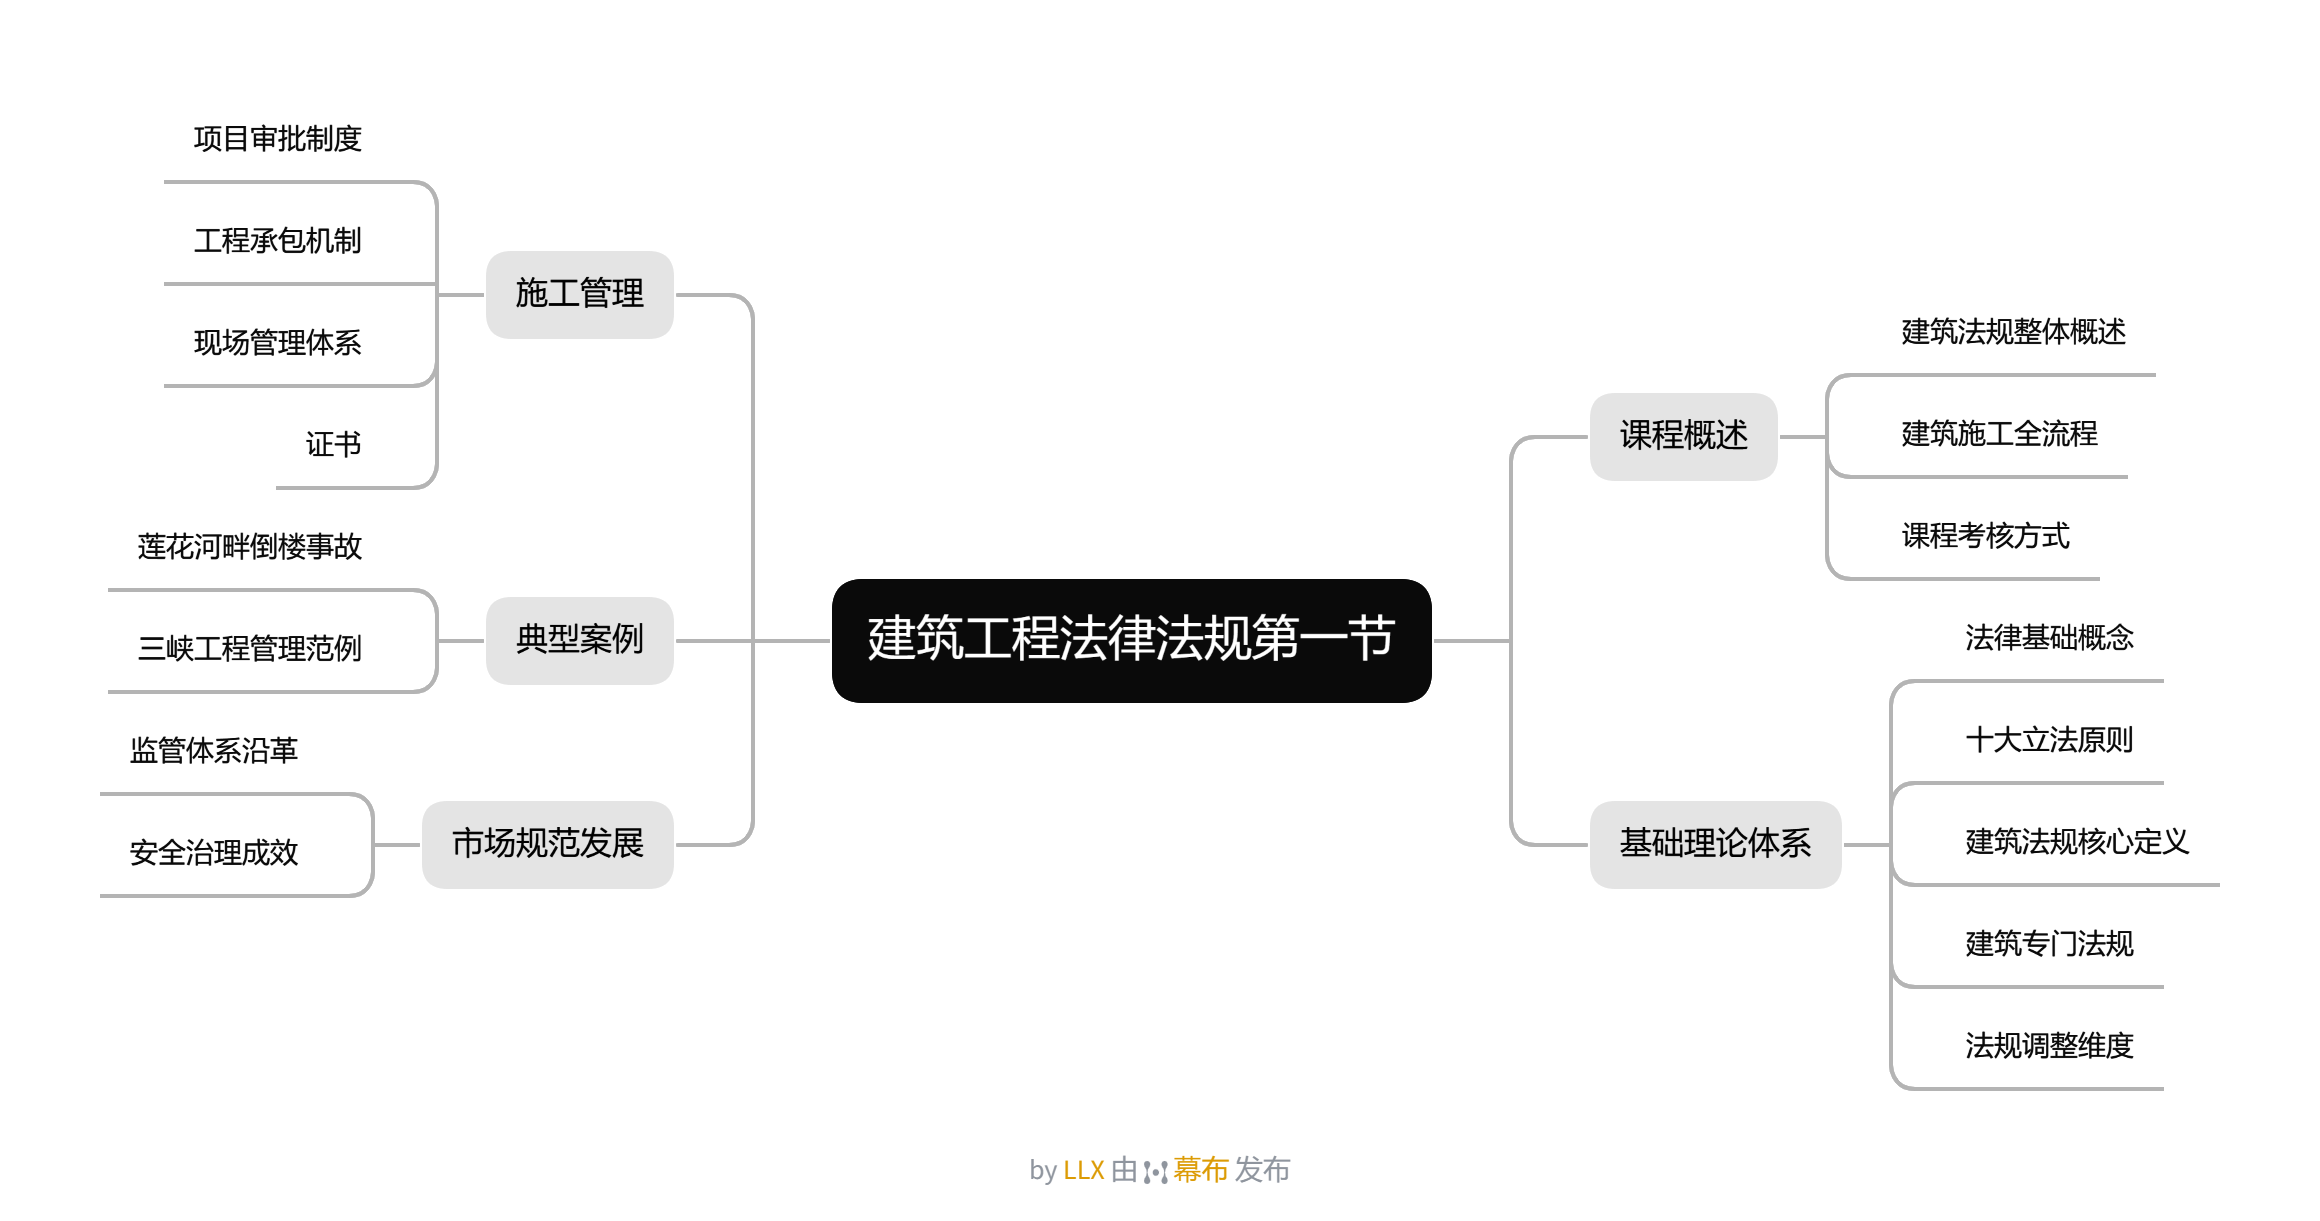 建筑工程法律法规第一节
课程概述
建筑法规整体概述
建筑施工全流程
课程考核方式
基础理论体系
法律基础概念
十大立法原则
建筑法规核心定义
建筑专门法规
法规调整维度
施工管理
项目审批制度
工程承包机制
现场管理体系
证书
典型案例
莲花河畔倒楼事故
三峡工程管理范例
市场规范发展
监管体系沿革
安全治理成效
by LLX 由 幕布 发布